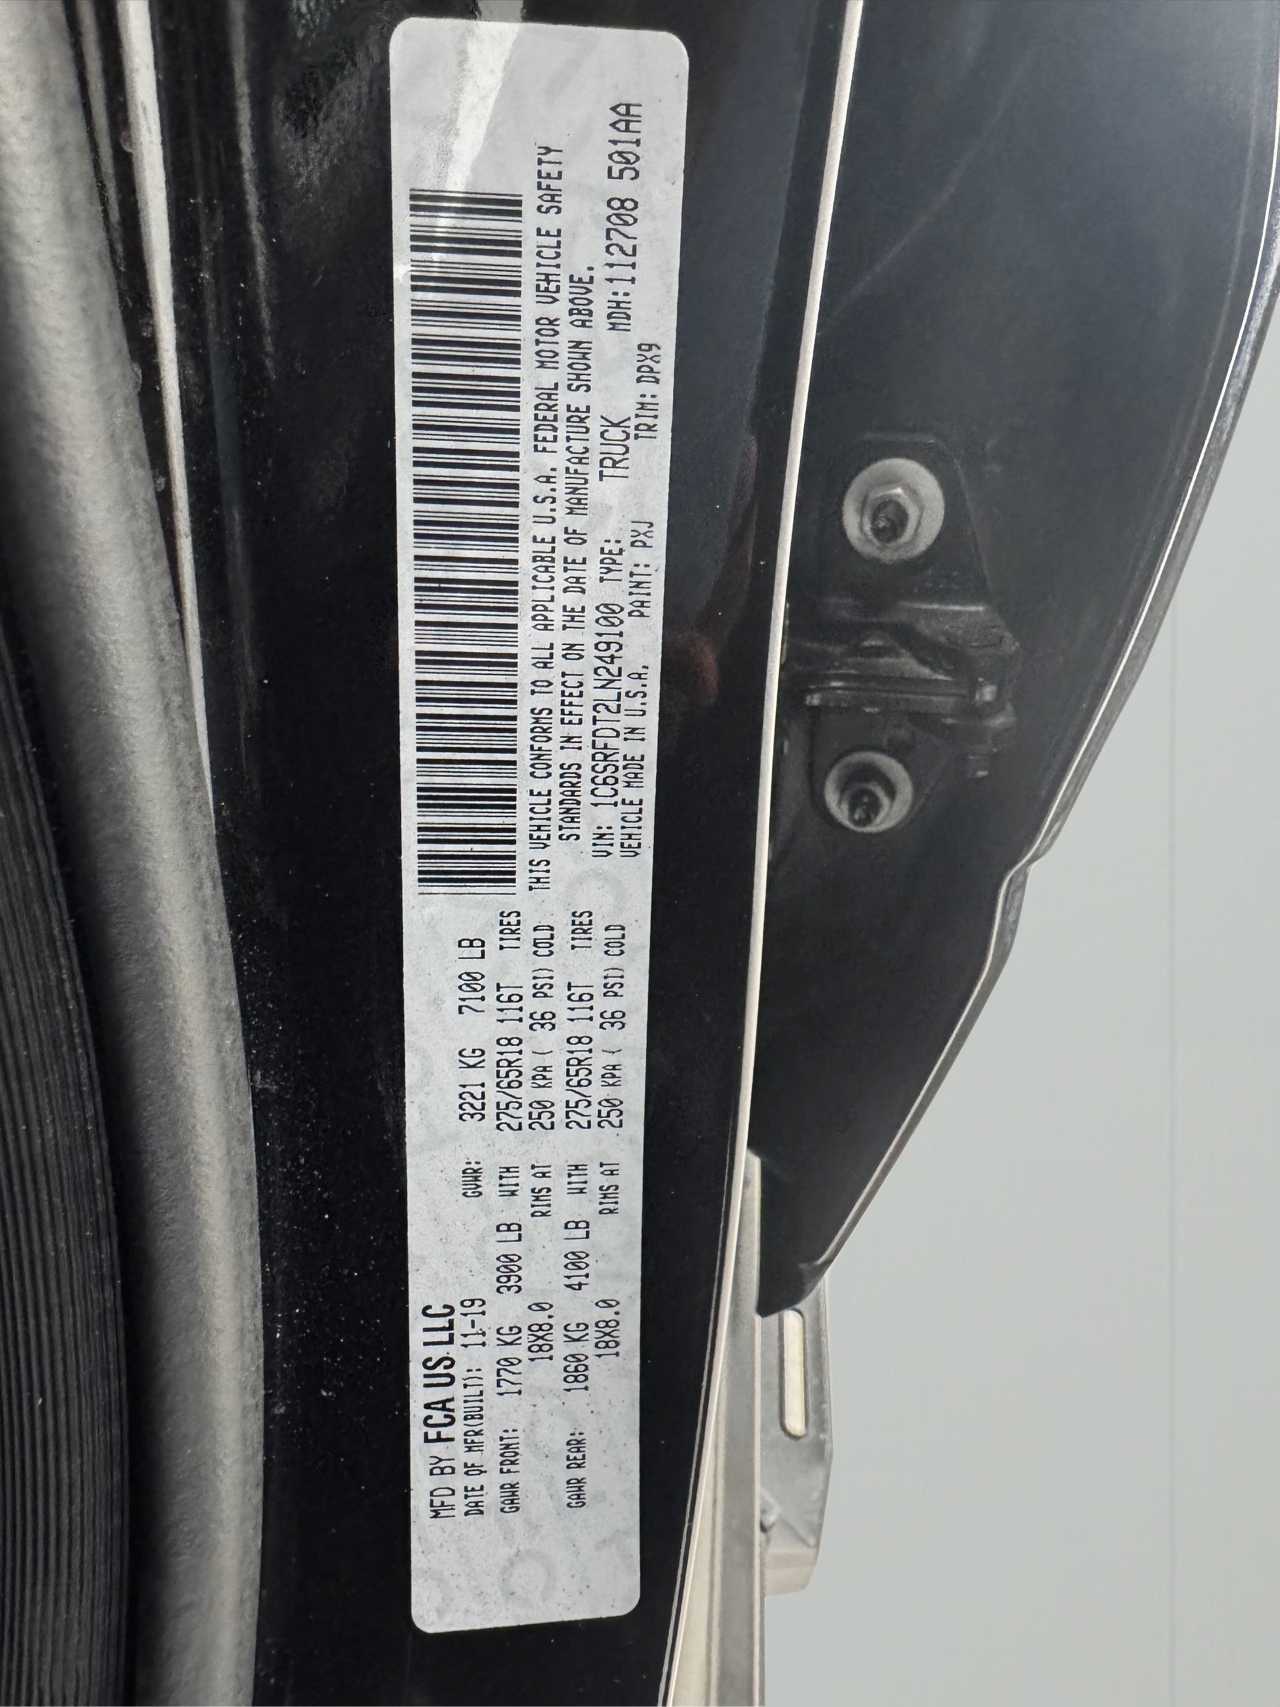 MFD BY FCA US LLC
DATE OF MFR(BUILT): 11-19 GVWR: 3221 KG 7100 LB
GAWR FRONT: 1770 KG 3900 LB WITH 275/65R18 116T TIRES
18X8.0 RIMS AT 250 KPA ( 36 PSI) COLD
GAWR REAR: 1860 KG 4100 LB WITH 275/65R18 116T TIRES
18X8.0 RIMS AT 250 KPA ( 36 PSI) COLD
THIS VEHICLE CONFORMS TO ALL APPLICABLE U.S.A. FEDERAL MOTOR VEHICLE SAFETY
STANDARDS IN EFFECT ON THE DATE OF MANUFACTURE SHOWN ABOVE.
VIN: 1C6SRFDT2LN249100 TYPE: TRUCK MDH: 112708 501AA
VEHICLE MADE IN U.S.A. PAINT: PXJ TRIM: DPX9